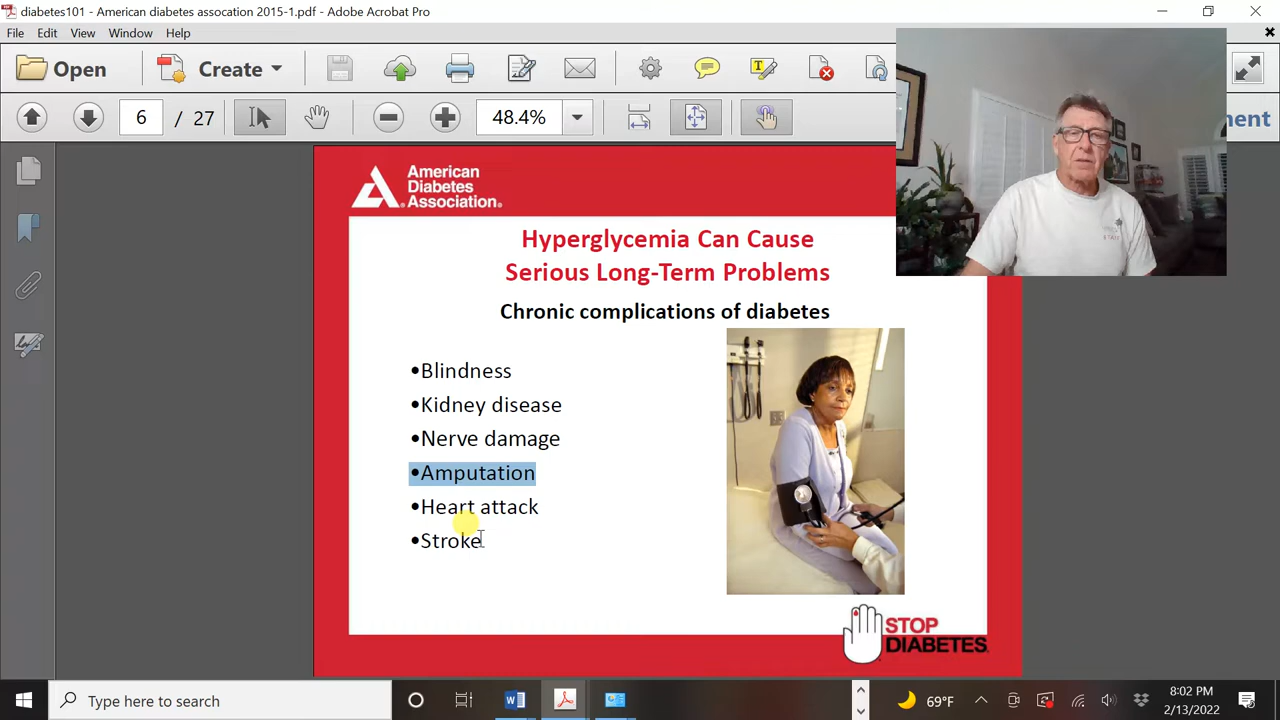 diabetes101 - American diabetes assocation 2015-1.pdf - Adobe Acrobat Pro
File Edit View Window Help
Open Create
6 / 27 48.4%
American
Diabetes
Association®
Hyperglycemia Can Cause
Serious Long-Term Problems
Chronic complications of diabetes
•Blindness
•Kidney disease
•Nerve damage
•Amputation
•Heart attack
•Stroke
STOP
DIABETES
Type here to search
69°F
8:02 PM
2/13/2022